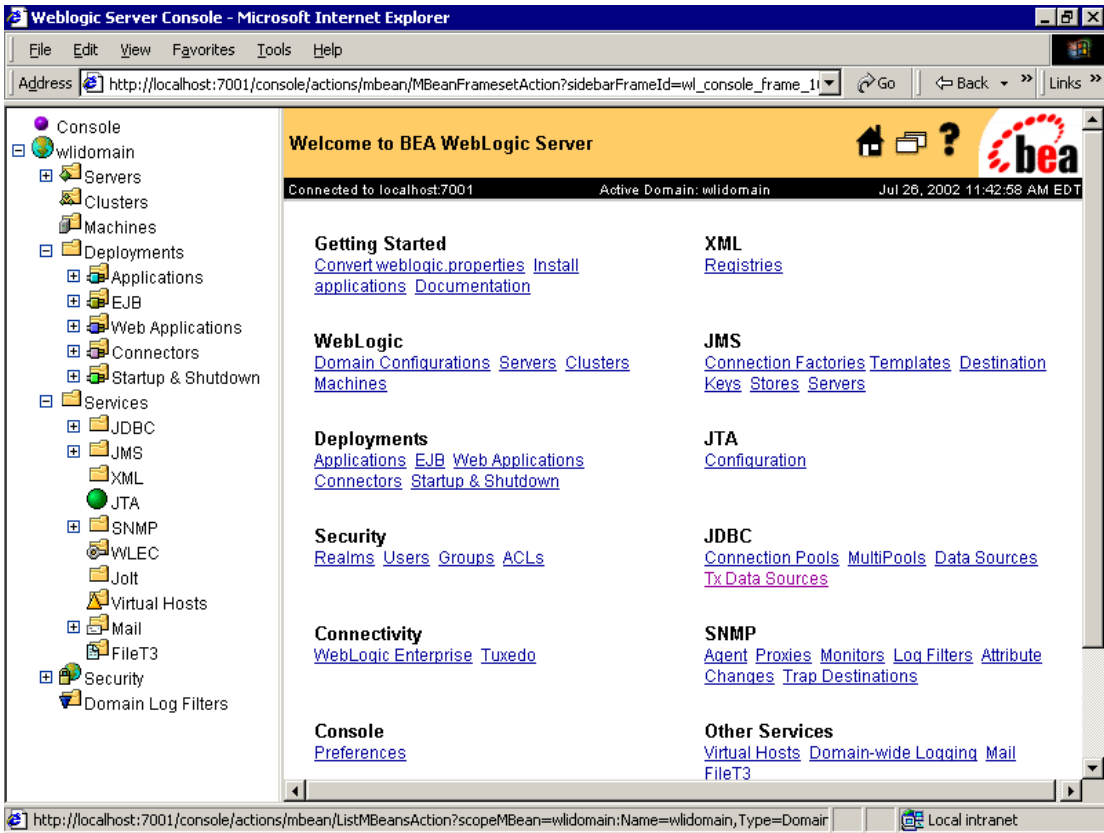 Weblogic Server Console - Microsoft Internet Explorer
File Edit View Favorites Tools Help
Address http://localhost:7001/console/actions/mbean/MBeanFramesetAction?sidebarFrameId=wl_console_frame_1 Go Back » Links »
Console
wlidomain
Servers
Clusters
Machines
Deployments
Applications
EJB
Web Applications
Connectors
Startup & Shutdown
Services
JDBC
JMS
XML
JTA
SNMP
WLEC
Jolt
Virtual Hosts
Mail
FileT3
Security
Domain Log Filters
Welcome to BEA WebLogic Server
? bea
Connected to localhost:7001 Active Domain: wlidomain Jul 26, 2002 11:42:58 AM EDT
Getting Started
Convert weblogic.properties Install
applications Documentation
XML
Registries
WebLogic
Domain Configurations Servers Clusters
Machines
JMS
Connection Factories Templates Destination
Keys Stores Servers
Deployments
Applications EJB Web Applications
Connectors Startup & Shutdown
JTA
Configuration
Security
Realms Users Groups ACLs
JDBC
Connection Pools MultiPools Data Sources
Tx Data Sources
Connectivity
WebLogic Enterprise Tuxedo
SNMP
Agent Proxies Monitors Log Filters Attribute
Changes Trap Destinations
Console
Preferences
Other Services
Virtual Hosts Domain-wide Logging Mail
FileT3
http://localhost:7001/console/actions/mbean/ListMBeansAction?scopeMBean=wlidomain:Name=wlidomain,Type=Domair Local intranet